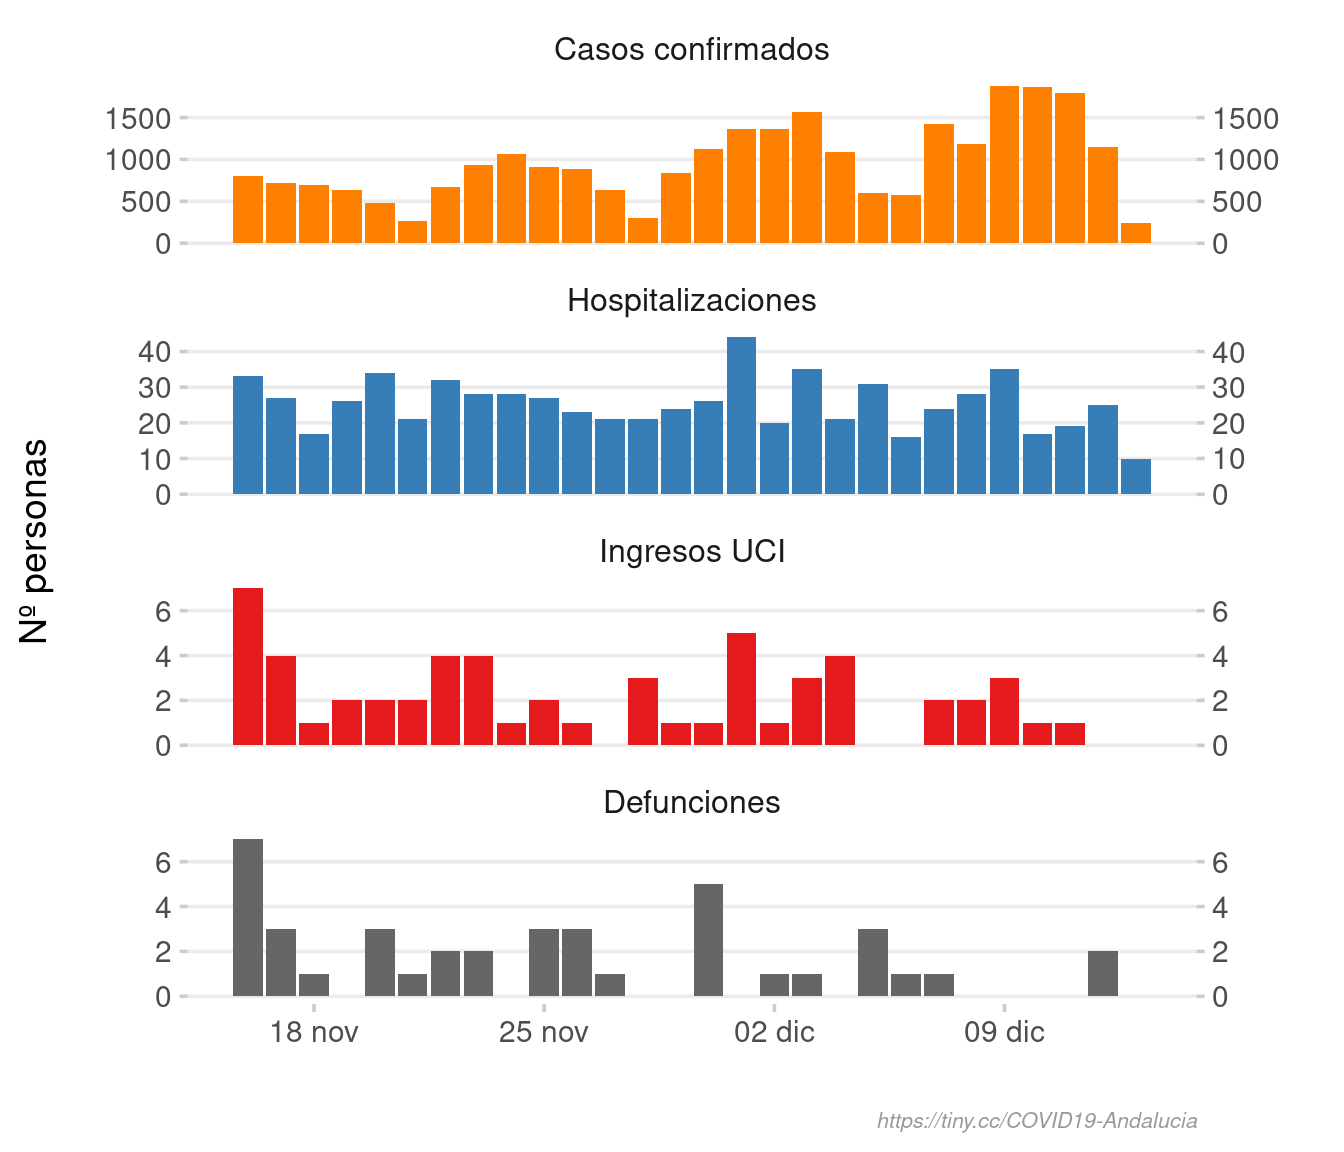 Casos confirmados
1500 1500
1000 1000
500 500
0 0
Hospitalizaciones
40 40
30 30
20 20
10 10
0 0
Nº personas
Ingresos UCI
6 6
4 4
2 2
0 0
Defunciones
6 6
4 4
2 2
0 0
18 nov 25 nov 02 dic 09 dic
https://tiny.cc/COVID19-Andalucia